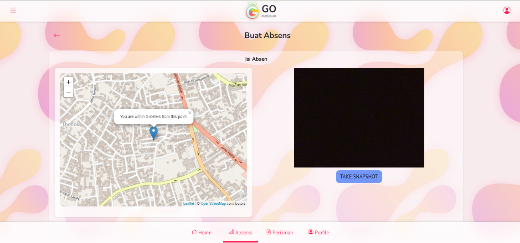 GO
Buat Absens
Isi Absen
+
You are within 0 meters from this point
×
−
Leaflet | © OpenStreetMap contributors
TAKE SNAPSHOT
Home
Absens
Perizinan
Profile